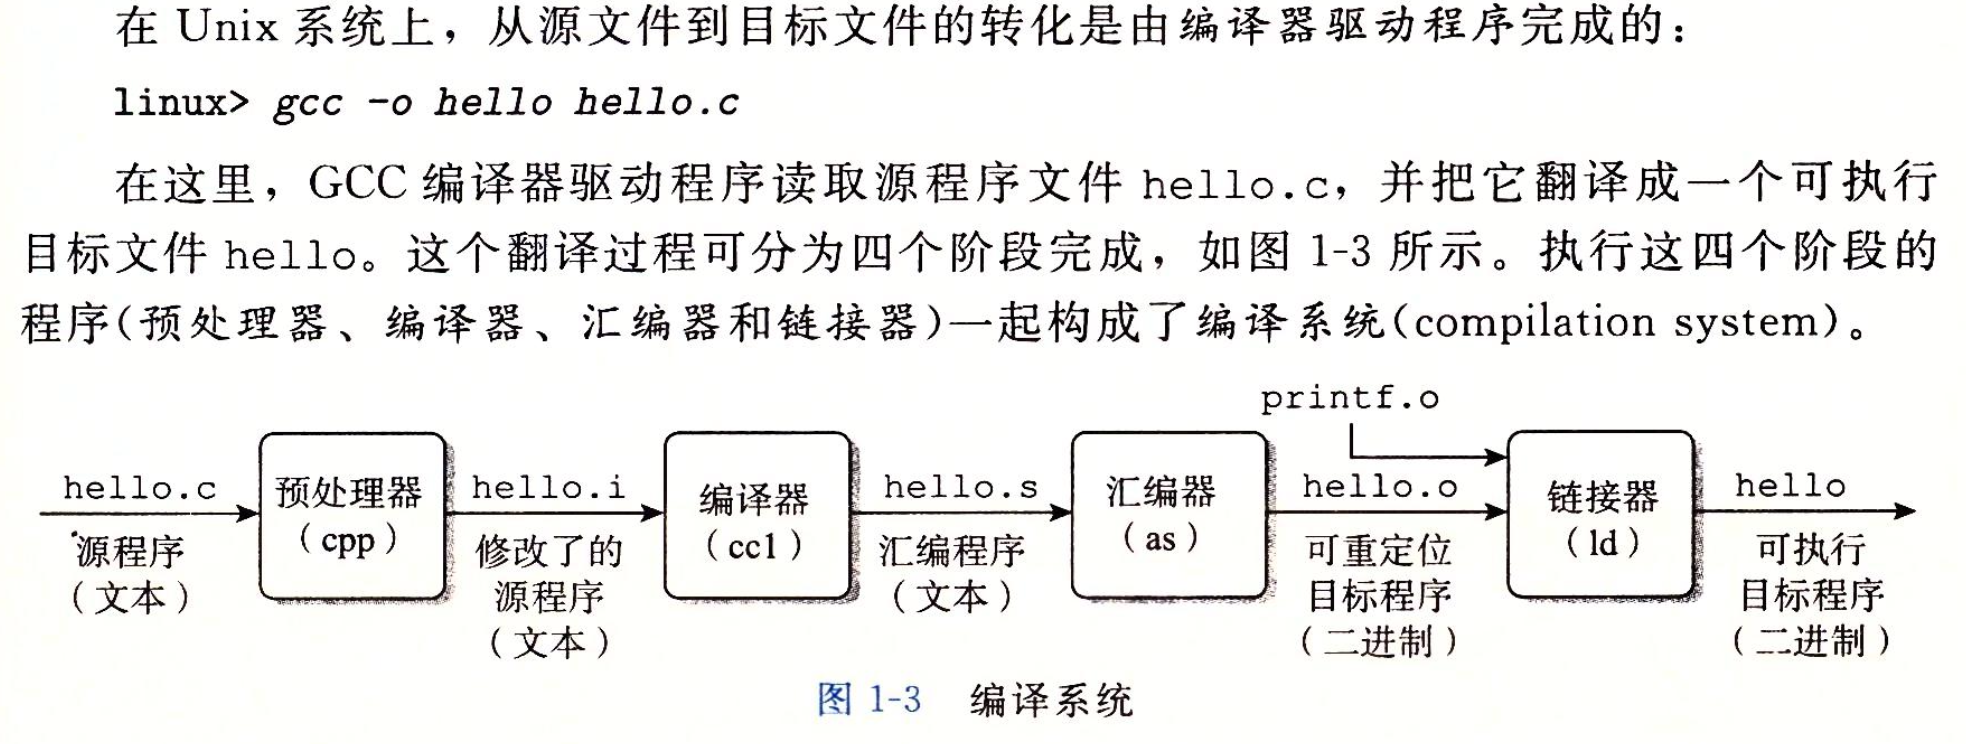 在 Unix 系统上，从源文件到目标文件的转化是由编译器驱动程序完成的：
linux> gcc -o hello hello.c
在这里，GCC 编译器驱动程序读取源程序文件 hello.c，并把它翻译成一个可执行
目标文件 hello。这个翻译过程可分为四个阶段完成，如图 1-3 所示。执行这四个阶段的
程序(预处理器、编译器、汇编器和链接器)一起构成了编译系统(compilation system)。
printf.o
hello.c
源程序
（文本）
预处理器
（cpp）
hello.i
修改了的
源程序
（文本）
编译器
（cc1）
hello.s
汇编程序
（文本）
汇编器
（as）
hello.o
可重定位
目标程序
（二进制）
链接器
（ld）
hello
可执行
目标程序
（二进制）
图 1-3 编译系统